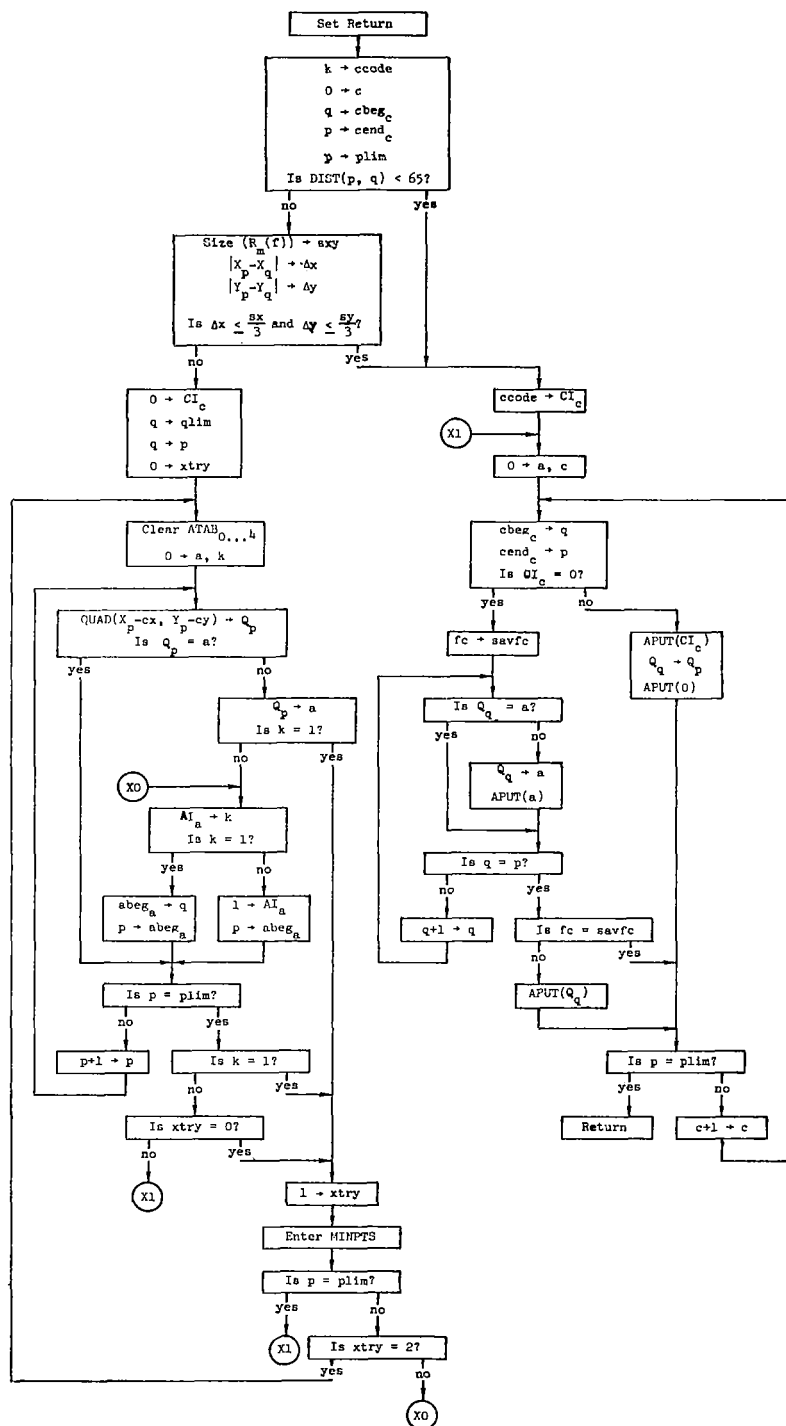 Set Return
k → ccode
0 → c
q → cbeg_c
p → cend_c
p → plim
Is DIST(p, q) < 65?
no
yes
Size (R_m(f)) → sxy
|X_p-X_q| → Δx
|Y_p-Y_q| → Δy
Is Δx ≤ sx/3 and Δy ≤ sy/3?
no
yes
0 → CI_c
q → qlim
q → p
0 → xtry
ccode → CI_c
X1
0 → a, c
Clear ATAB_0...4
0 → a, k
cbeg_c → q
cend_c → p
Is CI_c = 0?
yes
no
QUAD(X_p-cx, Y_p-cy) → Q_p
Is Q_p = a?
yes
no
fc → savfc
APUT(CI_c)
Q_q → Q_p
APUT(0)
Q_p → a
Is k = 1?
no
yes
Is Q_q = a?
yes
no
X0
Q_q → a
APUT(a)
AI_a → k
Is k = 1?
yes
no
Is q = p?
no
yes
abeg_a → q
p → abeg_a
1 → AI_a
p → abeg_a
q+1 → q
Is fc = savfc
no
yes
Is p = plim?
no
yes
APUT(Q_q)
p+1 → p
Is k = 1?
no
yes
Is p = plim?
yes
no
Is xtry = 0?
no
yes
Return
c+1 → c
X1
1 → xtry
Enter MINPTS
Is p = plim?
yes
no
X1
Is xtry = 2?
yes
no
X0